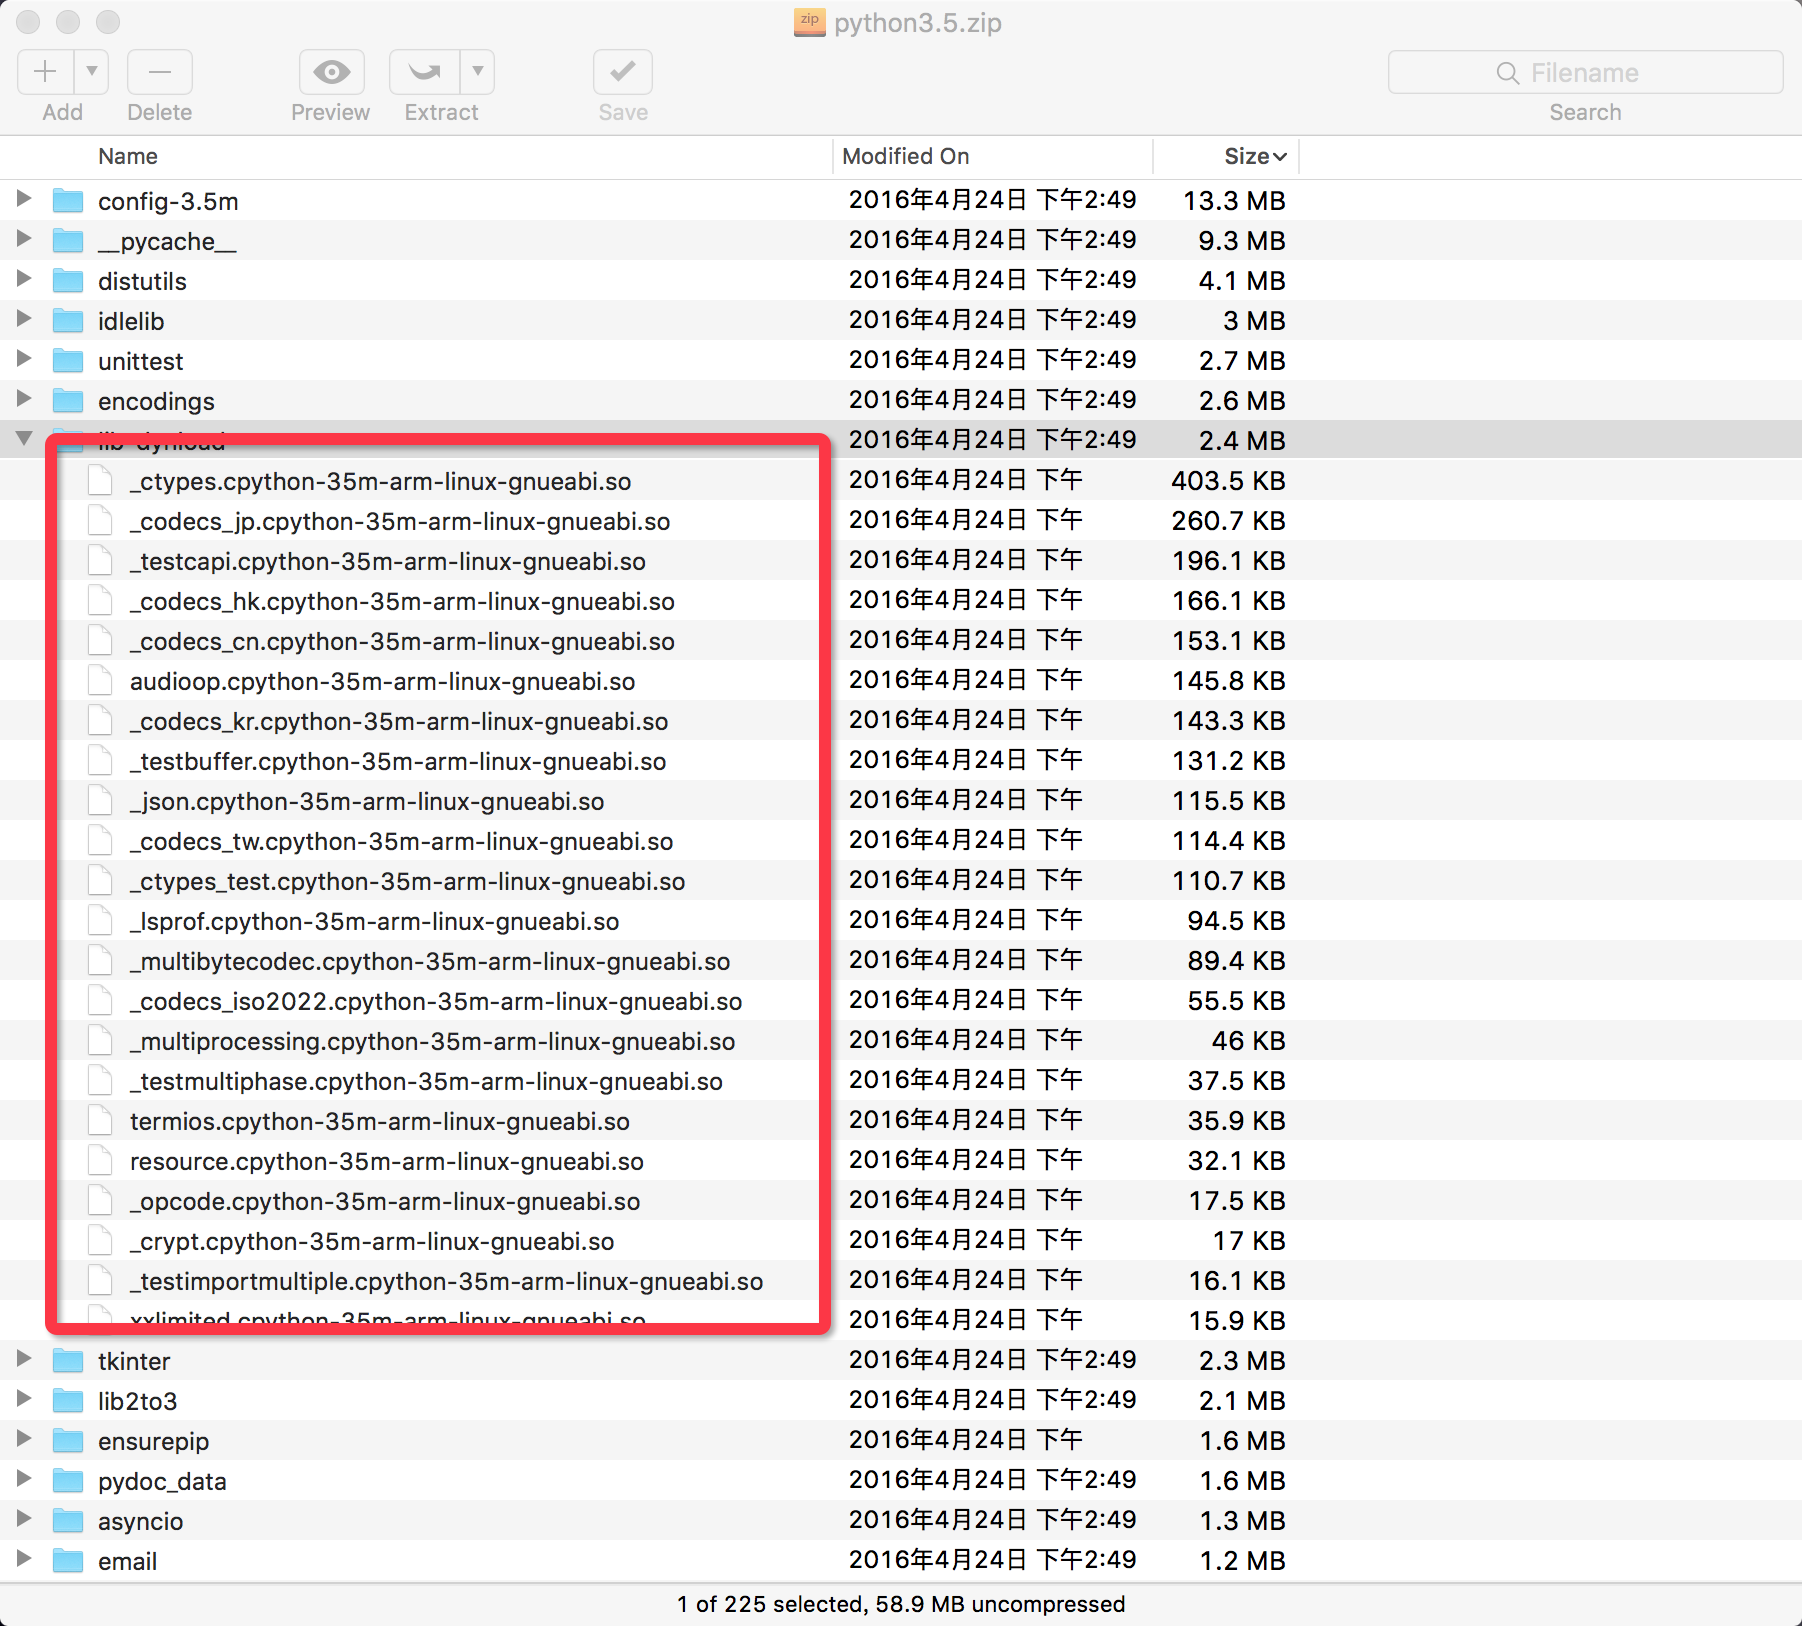 zip python3.5.zip
Add Delete Preview Extract Save Filename
Search
Name Modified On Size
config-3.5m 2016年4月24日 下午2:49 13.3 MB
__pycache__ 2016年4月24日 下午2:49 9.3 MB
distutils 2016年4月24日 下午2:49 4.1 MB
idlelib 2016年4月24日 下午2:49 3 MB
unittest 2016年4月24日 下午2:49 2.7 MB
encodings 2016年4月24日 下午2:49 2.6 MB
lib-dynload 2016年4月24日 下午2:49 2.4 MB
_ctypes.cpython-35m-arm-linux-gnueabi.so 2016年4月24日 下午 403.5 KB
_codecs_jp.cpython-35m-arm-linux-gnueabi.so 2016年4月24日 下午 260.7 KB
_testcapi.cpython-35m-arm-linux-gnueabi.so 2016年4月24日 下午 196.1 KB
_codecs_hk.cpython-35m-arm-linux-gnueabi.so 2016年4月24日 下午 166.1 KB
_codecs_cn.cpython-35m-arm-linux-gnueabi.so 2016年4月24日 下午 153.1 KB
audioop.cpython-35m-arm-linux-gnueabi.so 2016年4月24日 下午 145.8 KB
_codecs_kr.cpython-35m-arm-linux-gnueabi.so 2016年4月24日 下午 143.3 KB
_testbuffer.cpython-35m-arm-linux-gnueabi.so 2016年4月24日 下午 131.2 KB
_json.cpython-35m-arm-linux-gnueabi.so 2016年4月24日 下午 115.5 KB
_codecs_tw.cpython-35m-arm-linux-gnueabi.so 2016年4月24日 下午 114.4 KB
_ctypes_test.cpython-35m-arm-linux-gnueabi.so 2016年4月24日 下午 110.7 KB
_lsprof.cpython-35m-arm-linux-gnueabi.so 2016年4月24日 下午 94.5 KB
_multibytecodec.cpython-35m-arm-linux-gnueabi.so 2016年4月24日 下午 89.4 KB
_codecs_iso2022.cpython-35m-arm-linux-gnueabi.so 2016年4月24日 下午 55.5 KB
_multiprocessing.cpython-35m-arm-linux-gnueabi.so 2016年4月24日 下午 46 KB
_testmultiphase.cpython-35m-arm-linux-gnueabi.so 2016年4月24日 下午 37.5 KB
termios.cpython-35m-arm-linux-gnueabi.so 2016年4月24日 下午 35.9 KB
resource.cpython-35m-arm-linux-gnueabi.so 2016年4月24日 下午 32.1 KB
_opcode.cpython-35m-arm-linux-gnueabi.so 2016年4月24日 下午 17.5 KB
_crypt.cpython-35m-arm-linux-gnueabi.so 2016年4月24日 下午 17 KB
_testimportmultiple.cpython-35m-arm-linux-gnueabi.so 2016年4月24日 下午 16.1 KB
xxlimited.cpython-35m-arm-linux-gnueabi.so 2016年4月24日 下午 15.9 KB
tkinter 2016年4月24日 下午2:49 2.3 MB
lib2to3 2016年4月24日 下午2:49 2.1 MB
ensurepip 2016年4月24日 下午 1.6 MB
pydoc_data 2016年4月24日 下午2:49 1.6 MB
asyncio 2016年4月24日 下午2:49 1.3 MB
email 2016年4月24日 下午2:49 1.2 MB
1 of 225 selected, 58.9 MB uncompressed